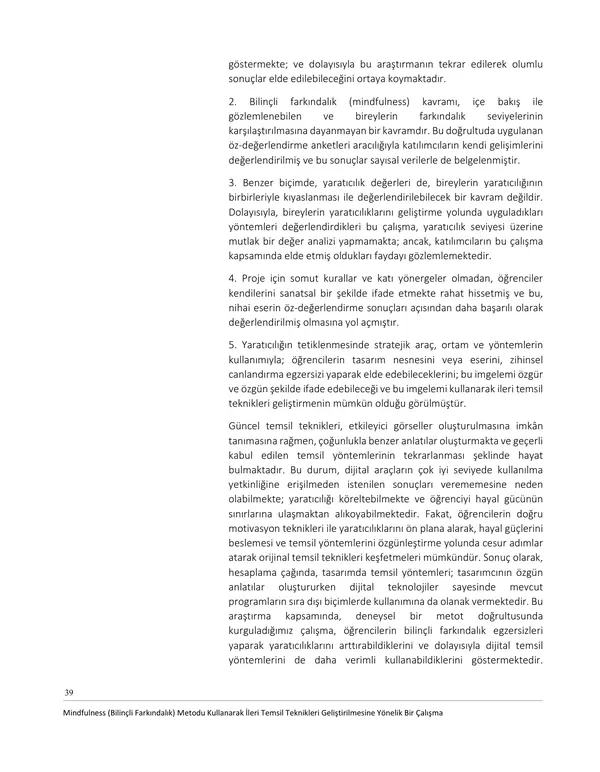 göstermekte; ve dolayısıyla bu araştırmanın tekrar edilerek olumlu
sonuçlar elde edilebileceğini ortaya koymaktadır.
2. Bilinçli farkındalık (mindfulness) kavramı, içe bakış ile
gözlemlenebilen ve bireylerin farkındalık seviyelerinin
karşılaştırılmasına dayanmayan bir kavramdır. Bu doğrultuda uygulanan
öz-değerlendirme anketleri aracılığıyla katılımcıların kendi gelişimlerini
değerlendirilmiş ve bu sonuçlar sayısal verilerle de belgelenmiştir.
3. Benzer biçimde, yaratıcılık değerleri de, bireylerin yaratıcılığının
birbirleriyle kıyaslanması ile değerlendirilebilecek bir kavram değildir.
Dolayısıyla, bireylerin yaratıcılıklarını geliştirme yolunda uyguladıkları
yöntemleri değerlendirdikleri bu çalışma, yaratıcılık seviyesi üzerine
mutlak bir değer analizi yapmamakta; ancak, katılımcıların bu çalışma
kapsamında elde etmiş oldukları faydayı gözlemlemektedir.
4. Proje için somut kurallar ve katı yönergeler olmadan, öğrenciler
kendilerini sanatsal bir şekilde ifade etmekte rahat hissetmiş ve bu,
nihai eserin öz-değerlendirme sonuçları açısından daha başarılı olarak
değerlendirilmiş olmasına yol açmıştır.
5. Yaratıcılığın tetiklenmesinde stratejik araç, ortam ve yöntemlerin
kullanımıyla; öğrencilerin tasarım nesnesini veya eserini, zihinsel
canlandırma egzersizi yaparak elde edebileceklerini; bu imgelemi özgür
ve özgün şekilde ifade edebileceği ve bu imgelemi kullanarak ileri temsil
teknikleri geliştirmenin mümkün olduğu görülmüştür.
Güncel temsil teknikleri, etkileyici görseller oluşturulmasına imkân
tanımasına rağmen, çoğunlukla benzer anlatılar oluşturmakta ve geçerli
kabul edilen temsil yöntemlerinin tekrarlanması şeklinde hayat
bulmaktadır. Bu durum, dijital araçların çok iyi seviyede kullanılma
yetkinliğine erişilmeden istenilen sonuçları verememesine neden
olabilmekte; yaratıcılığı köreltebilmekte ve öğrenciyi hayal gücünün
sınırlarına ulaşmaktan alıkoyabilmektedir. Fakat, öğrencilerin doğru
motivasyon teknikleri ile yaratıcılıklarını ön plana alarak, hayal güçlerini
beslemesi ve temsil yöntemlerini özgünleştirme yolunda cesur adımlar
atarak orijinal temsil teknikleri keşfetmeleri mümkündür. Sonuç olarak,
hesaplama çağında, tasarımda temsil yöntemleri; tasarımcının özgün
anlatılar oluştururken dijital teknolojiler sayesinde mevcut
programların sıra dışı biçimlerde kullanımına da olanak vermektedir. Bu
araştırma kapsamında, deneysel bir metot doğrultusunda
kurguladığımız çalışma, öğrencilerin bilinçli farkındalık egzersizleri
yaparak yaratıcılıklarını arttırabildiklerini ve dolayısıyla dijital temsil
yöntemlerini de daha verimli kullanabildiklerini göstermektedir.
39
Mindfulness (Bilinçli Farkındalık) Metodu Kullanarak İleri Temsil Teknikleri Geliştirilmesine Yönelik Bir Çalışma